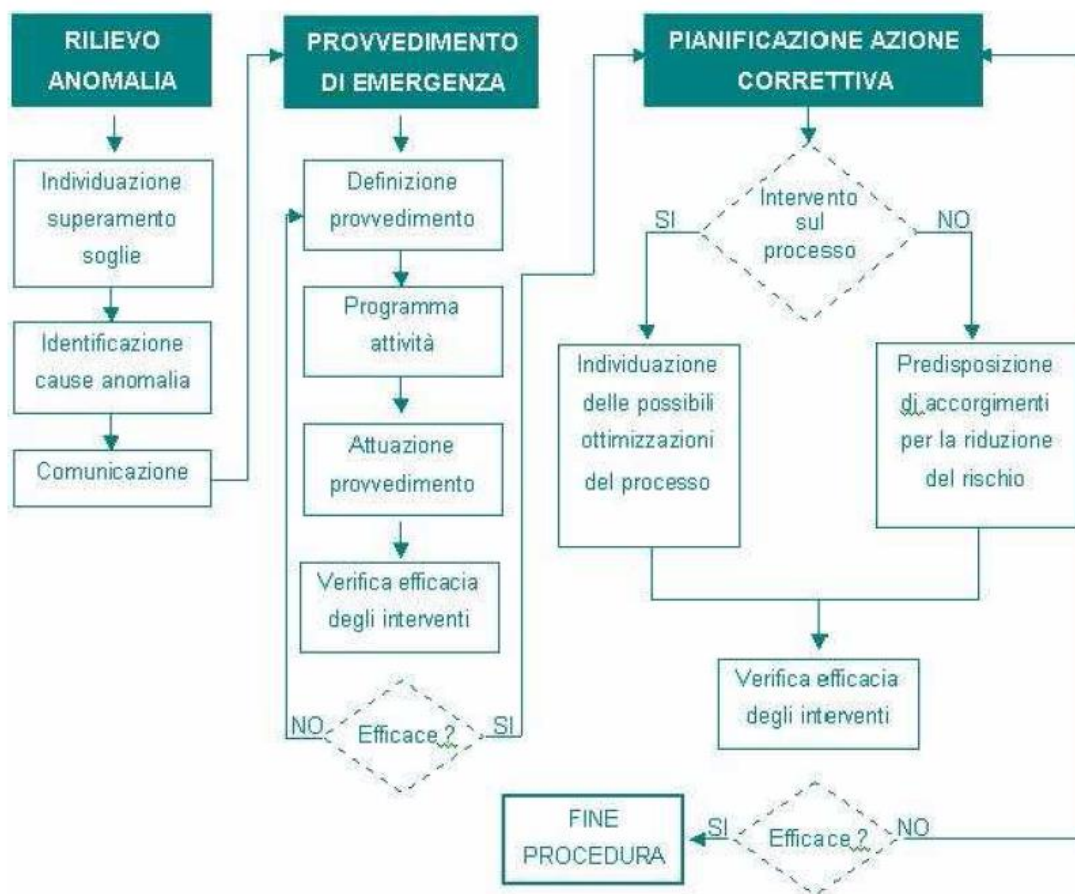 RILIEVO
ANOMALIA
Individuazione
superamento
soglie
Identificazione
cause anomalia
Comunicazione
PROVVEDIMENTO
DI EMERGENZA
Definizione
provvedimento
Programma
attività
Attuazione
provvedimento
Verifica efficacia
degli interventi
NO
Efficace ?
SI
PIANIFICAZIONE AZIONE
CORRETTIVA
Intervento
sul
processo
SI
NO
Individuazione
delle possibili
ottimizzazioni
del processo
Predisposizione
di accorgimenti
per la riduzione
del rischio
Verifica efficacia
degli interventi
Efficace ?
SI
NO
FINE
PROCEDURA